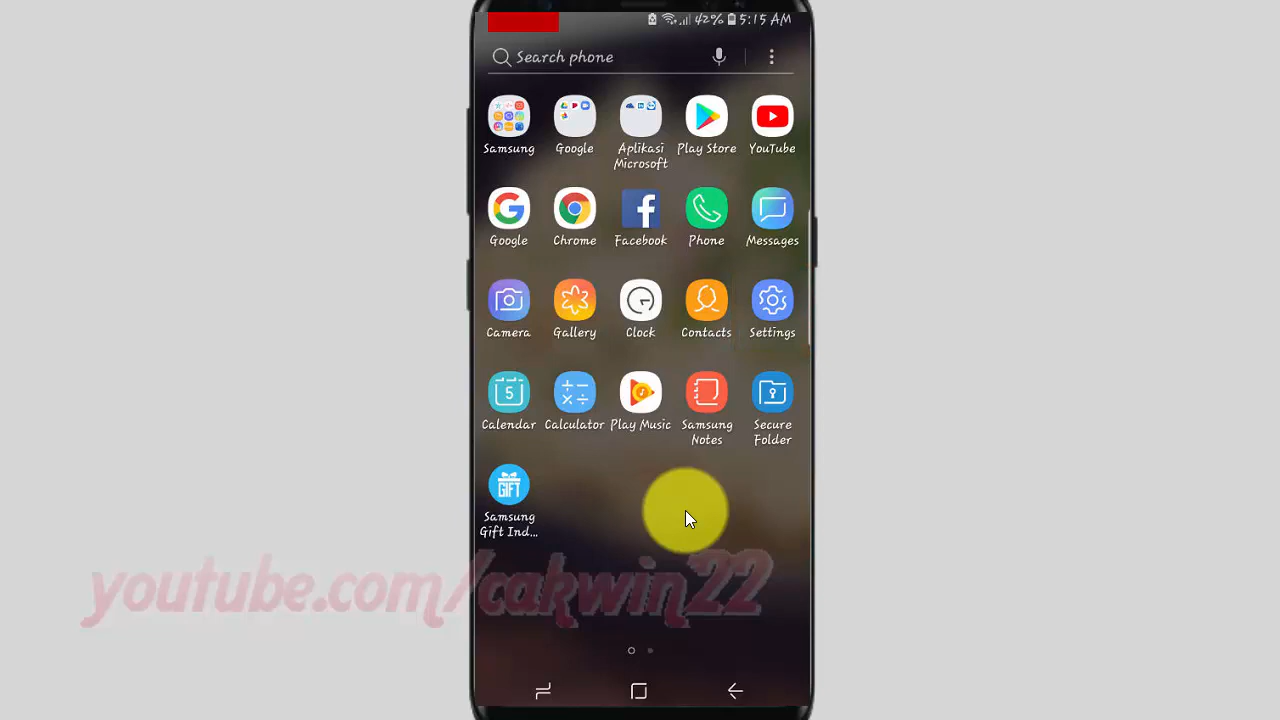 42% 5:15 AM
Search phone
Samsung
Google
Aplikasi
Microsoft
Play Store
YouTube
Google
Chrome
Facebook
Phone
Messages
Camera
Gallery
Clock
Contacts
Settings
5
Calendar
Calculator
Play Music
Samsung
Notes
Secure
Folder
GIFT
Samsung
Gift Ind...
youtube.com/cakwin22